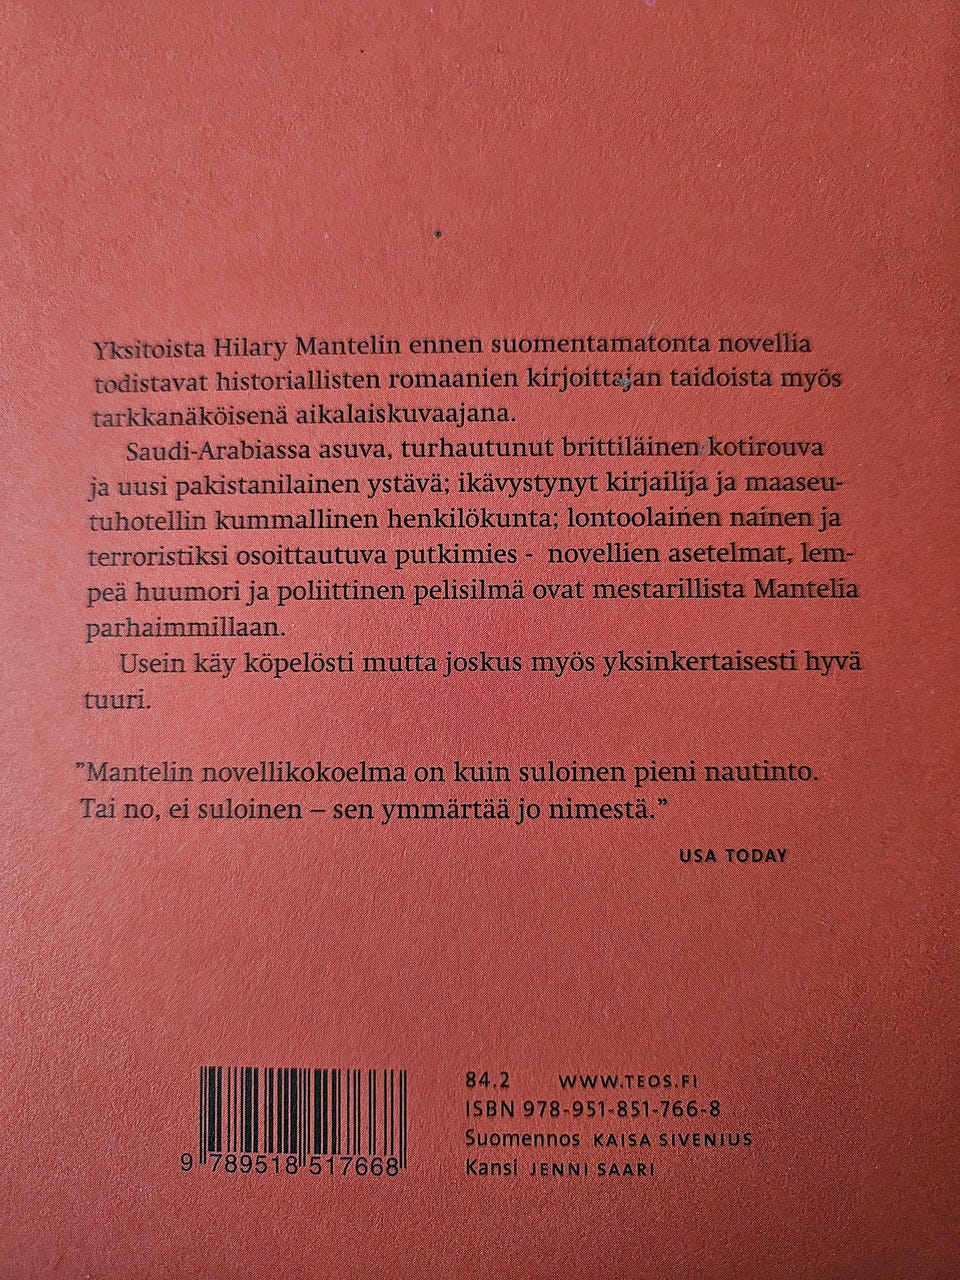 Yksitoista Hilary Mantelin ennen suomentamatonta novellia
todistavat historiallisten romaanien kirjoittajan taidoista myös
tarkkanäköisenä aikalaiskuvaajana.
Saudi-Arabiassa asuva, turhautunut brittiläinen kotirouva
ja uusi pakistanilainen ystävä; ikävystynyt kirjailija ja maaseu-
tuhotellin kummallinen henkilökunta; lontoolainen nainen ja
terroristiksi osoittautuva putkimies - novellien asetelmat, lem-
peä huumori ja poliittinen pelisilmä ovat mestarillista Mantelia
parhaimmillaan.
Usein käy köpelösti mutta joskus myös yksinkertaisesti hyvä
tuuri.
”Mantelin novellikokoelma on kuin suloinen pieni nautinto.
Tai no, ei suloinen – sen ymmärtää jo nimestä.”
USA TODAY
84.2 WWW.TEOS.FI
ISBN 978-951-851-766-8
Suomennos KAISA SIVENIUS
Kansi JENNI SAARI
9 789518 517668